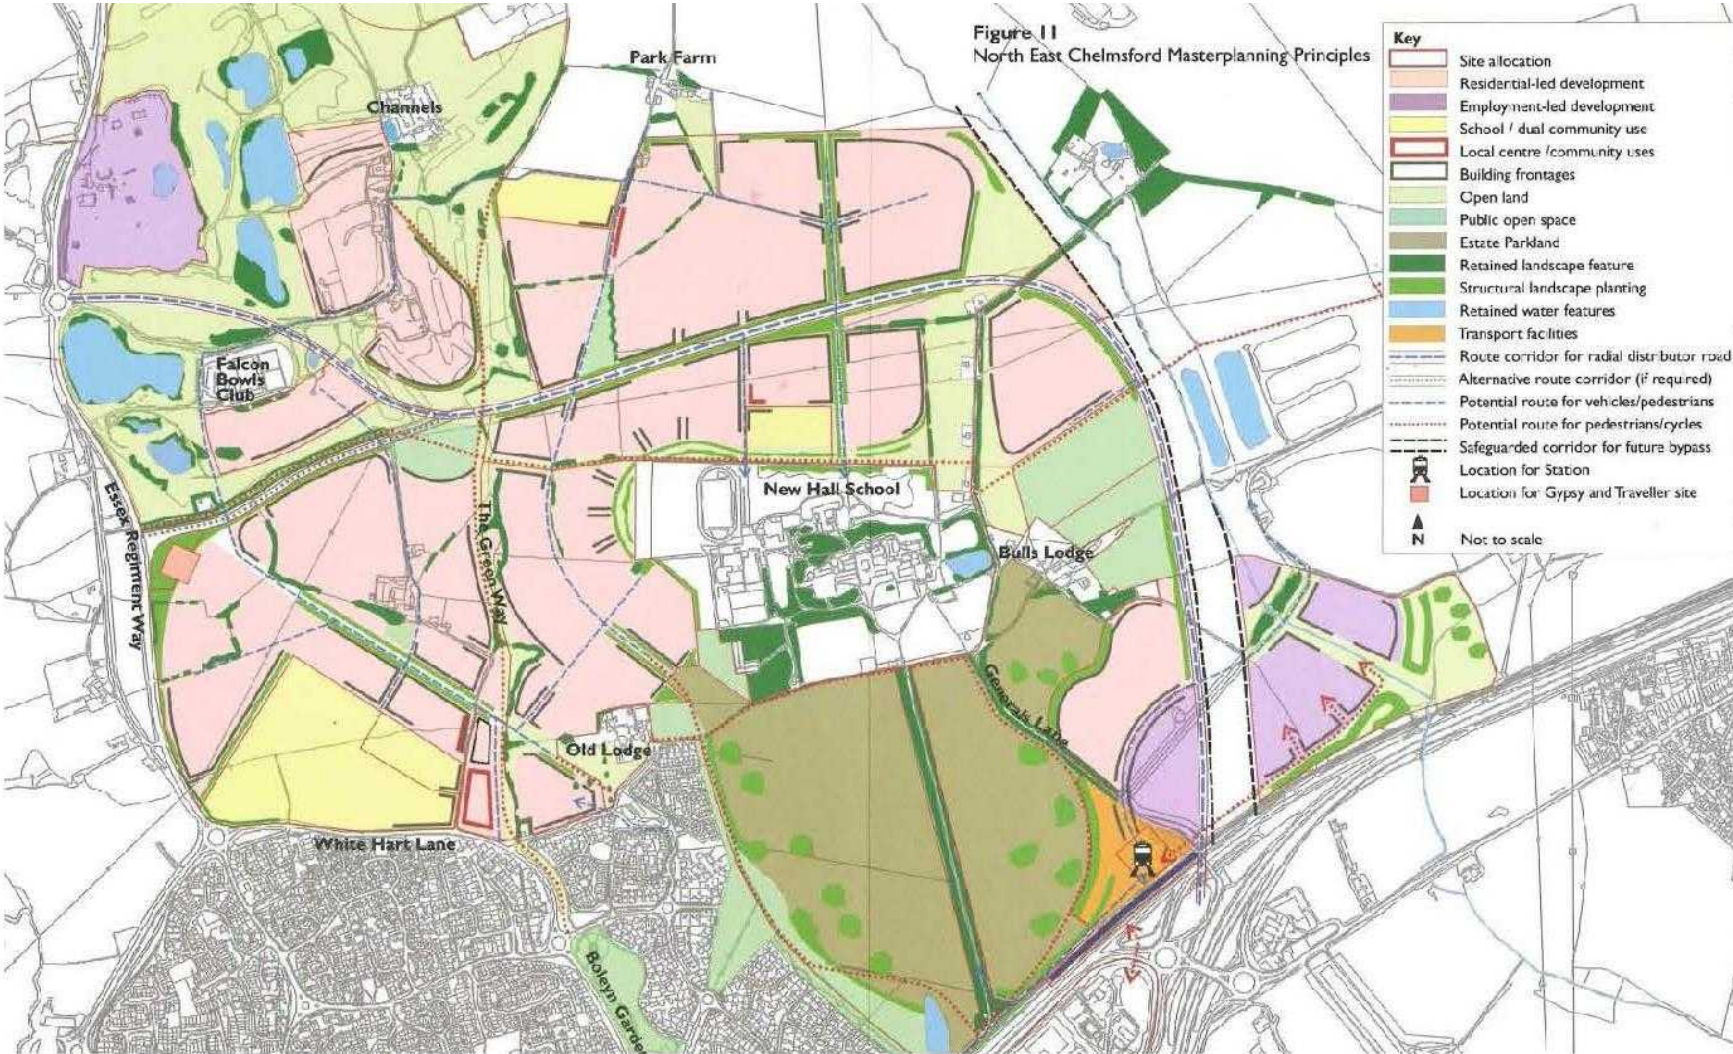 Figure 11
North East Chelmsford Masterplanning Principles
Park Farm
Channels
Falcon
Bowls
Club
New Hall School
Bulls Lodge
Essex Regiment Way
The Green Way
Generals Lane
Old Lodge
White Hart Lane
Boleyn Gardens
Key
Site allocation
Residential-led development
Employment-led development
School / dual community use
Local centre /community uses
Building frontages
Open land
Public open space
Estate Parkland
Retained landscape feature
Structural landscape planting
Retained water features
Transport facilities
Route corridor for radial distributor road
Alternative route corridor (if required)
Potential route for vehicles/pedestrians
Potential route for pedestrians/cycles
Safeguarded corridor for future bypass
Location for Station
Location for Gypsy and Traveller site
N
Not to scale